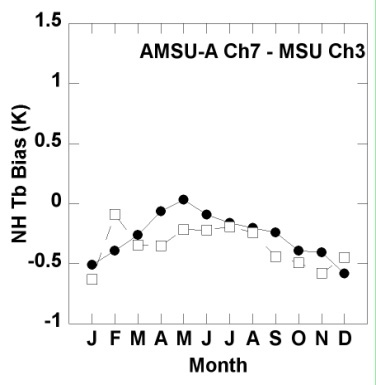 1.5
AMSU-A Ch7 - MSU Ch3
1
0.5
0
-0.5
-1
NH Tb Bias (K)
J F M A M J J A S O N D
Month